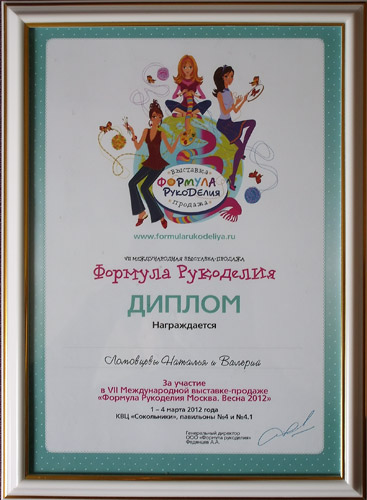 выставка
ФОРМУЛА
РукоДелия
продажа
www.formularukodeliya.ru
VII МЕЖДУНАРОДНАЯ ВЫСТАВКА-ПРОДАЖА
Формула Рукоделия
ДИПЛОМ
Награждается
Ломовцевы Наталья и Валерий
За участие
в VII Международной выставке-продаже
«Формула Рукоделия Москва. Весна 2012»
1 – 4 марта 2012 года
КВЦ «Сокольники», павильоны №4 и №4.1
Генеральный директор
ООО «Формула рукоделия»
Федянцев А.А.